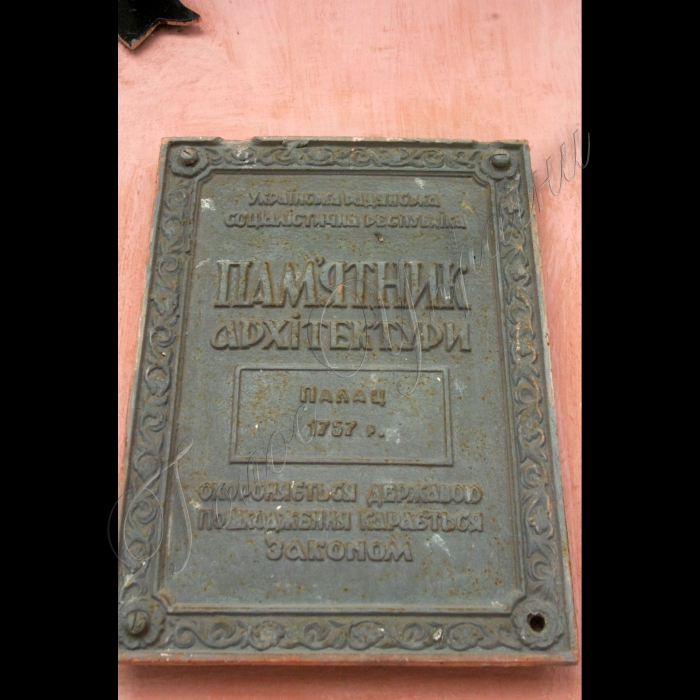 УКРАЇНСЬКА РАДЯНСЬКА
СОЦІАЛІСТИЧНА РЕСПУБЛІКА
ПАМ'ЯТНИК
АРХІТЕКТУРИ
ПАЛАЦ
1757 р.
ОХОРОНЯЄТЬСЯ ДЕРЖАВОЮ
ПОШКОДЖЕННЯ КАРАЄТЬСЯ
ЗАКОНОМ